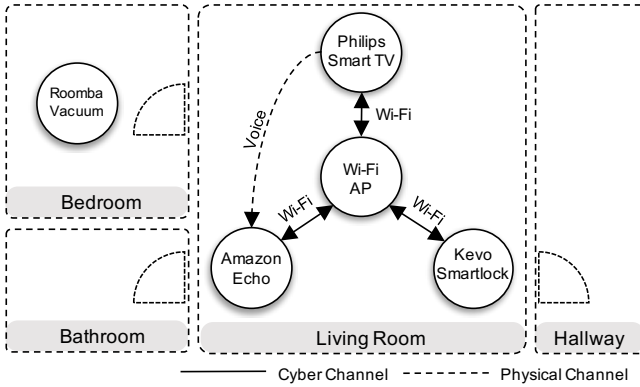 Philips
Smart TV
Roomba
Vacuum
Voice
Wi-Fi
Wi-Fi
AP
Bedroom
Wi-Fi
Wi-Fi
Amazon
Echo
Kevo
Smartlock
Bathroom
Living Room
Hallway
Cyber Channel
Physical Channel